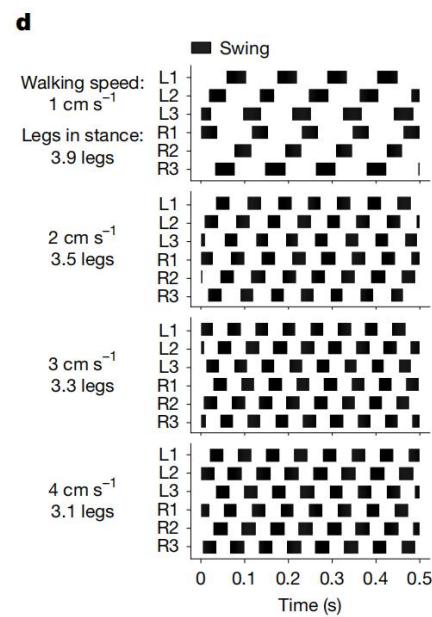 d
Swing
Walking speed:
1 cm s⁻¹
Legs in stance:
3.9 legs
L1
L2
L3
R1
R2
R3
2 cm s⁻¹
3.5 legs
L1
L2
L3
R1
R2
R3
3 cm s⁻¹
3.3 legs
L1
L2
L3
R1
R2
R3
4 cm s⁻¹
3.1 legs
L1
L2
L3
R1
R2
R3
0 0.1 0.2 0.3 0.4 0.5
Time (s)